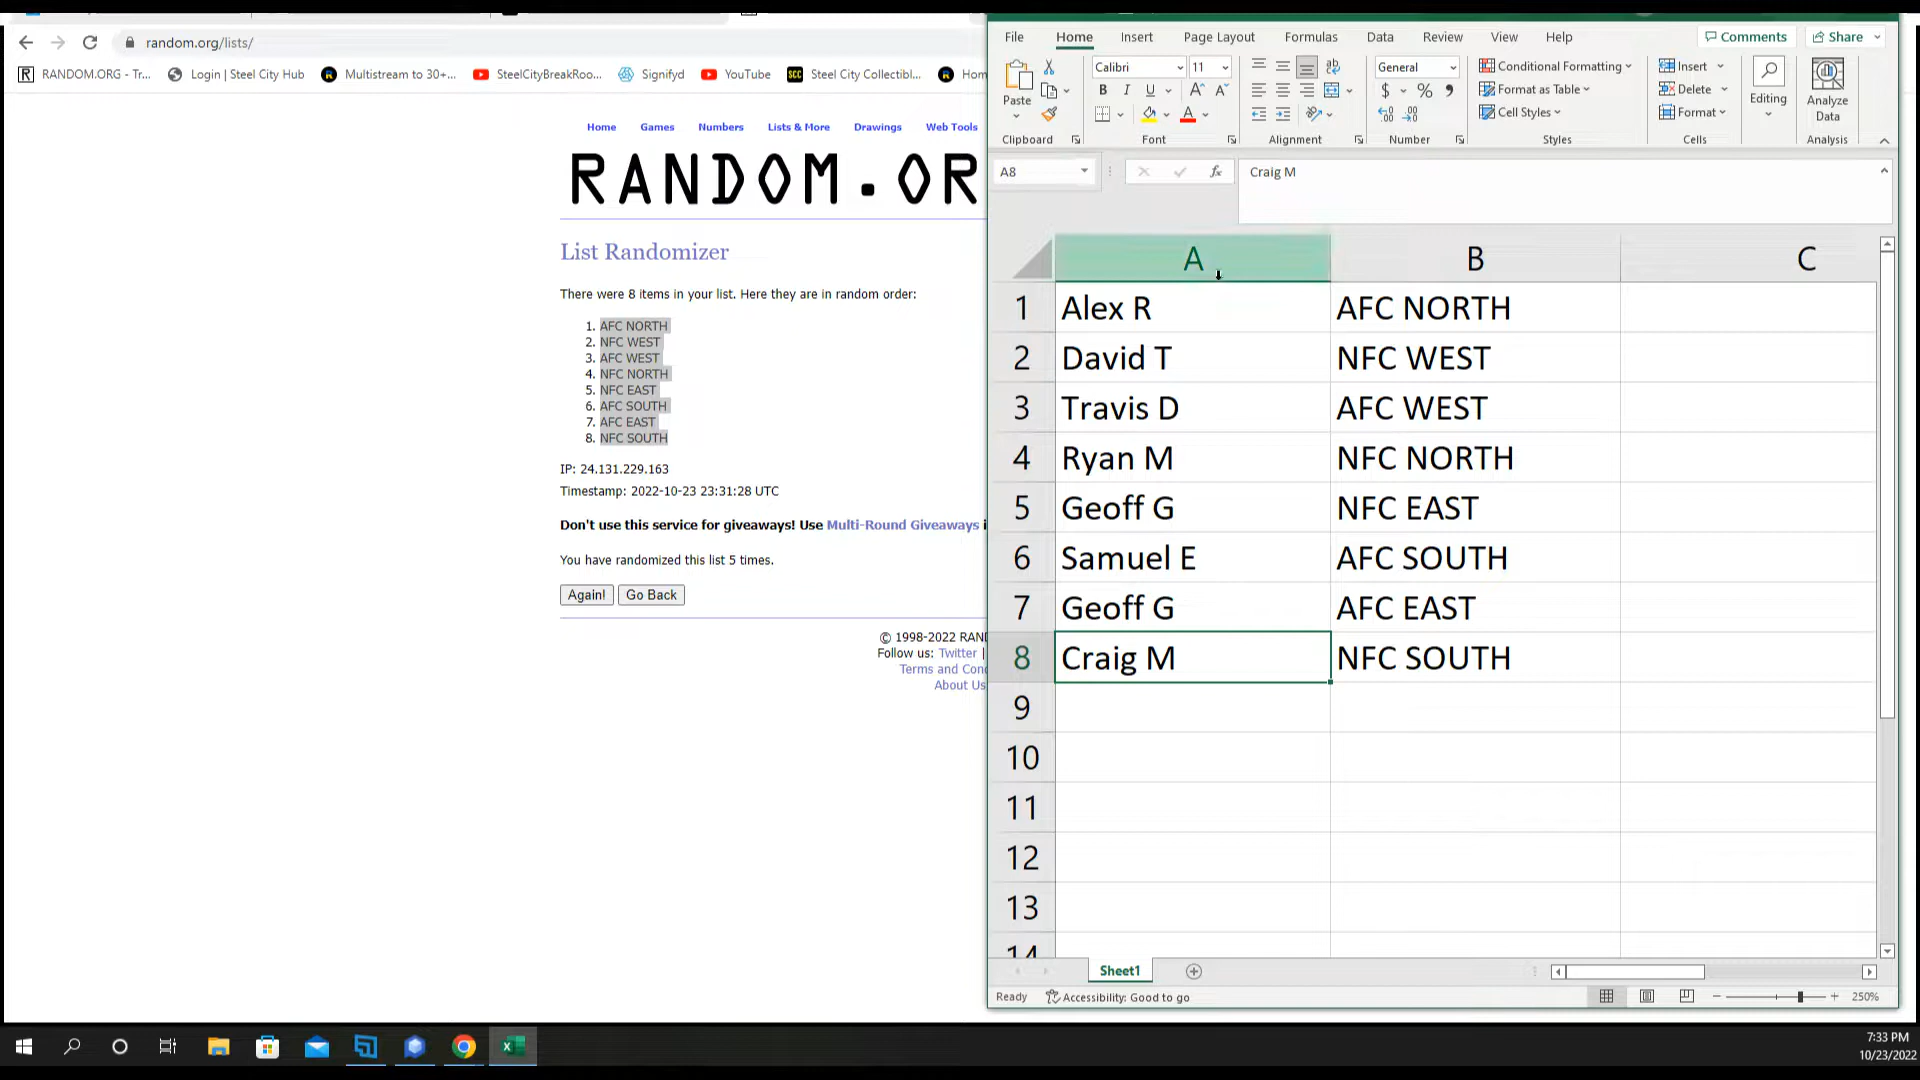 random.org/lists/
RANDOM.ORG - Tr...
Login | Steel City Hub
Multistream to 30+...
SteelCityBreakRoo...
Signifyd
YouTube
Steel City Collectibl...
Hom
Home
Games
Numbers
Lists & More
Drawings
Web Tools
RANDOM.OR
List Randomizer
There were 8 items in your list. Here they are in random order:
1. AFC NORTH
2. NFC WEST
3. AFC WEST
4. NFC NORTH
5. NFC EAST
6. AFC SOUTH
7. AFC EAST
8. NFC SOUTH
IP: 24.131.229.163
Timestamp: 2022-10-23 23:31:28 UTC
Don't use this service for giveaways! Use Multi-Round Giveaways i
You have randomized this list 5 times.
Again!
Go Back
© 1998-2022 RAND
Follow us: Twitter |
Terms and Cond
About Us
File
Home
Insert
Page Layout
Formulas
Data
Review
View
Help
Comments
Share
Paste
Clipboard
Calibri
11
B I U
A A
A
Font
ab
Alignment
General
$ % 9
Number
Conditional Formatting
Format as Table
Cell Styles
Styles
Insert
Delete
Format
Cells
Editing
Analyze
Data
Analysis
A8
fx
Craig M
A B C
1 Alex R AFC NORTH
2 David T NFC WEST
3 Travis D AFC WEST
4 Ryan M NFC NORTH
5 Geoff G NFC EAST
6 Samuel E AFC SOUTH
7 Geoff G AFC EAST
8 Craig M NFC SOUTH
9
10
11
12
13
14
Sheet1
Ready
Accessibility: Good to go
250%
7:33 PM
10/23/2022